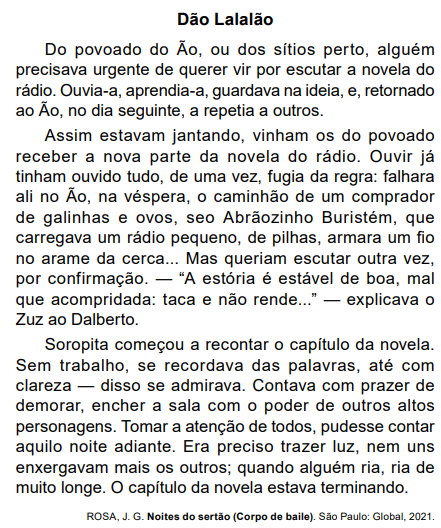 Dão Lalalão
Do povoado do Ão, ou dos sítios perto, alguém
precisava urgente de querer vir por escutar a novela do
rádio. Ouvia-a, aprendia-a, guardava na ideia, e, retornado
ao Ão, no dia seguinte, a repetia a outros.
Assim estavam jantando, vinham os do povoado
receber a nova parte da novela do rádio. Ouvir já
tinham ouvido tudo, de uma vez, fugia da regra: falhara
ali no Ão, na véspera, o caminhão de um comprador
de galinhas e ovos, seo Abrãozinho Buristém, que
carregava um rádio pequeno, de pilhas, armara um fio
no arame da cerca... Mas queriam escutar outra vez,
por confirmação. — “A estória é estável de boa, mal
que acompridada: taca e não rende...” — explicava o
Zuz ao Dalberto.
Soropita começou a recontar o capítulo da novela.
Sem trabalho, se recordava das palavras, até com
clareza — disso se admirava. Contava com prazer de
demorar, encher a sala com o poder de outros altos
personagens. Tomar a atenção de todos, pudesse contar
aquilo noite adiante. Era preciso trazer luz, nem uns
enxergavam mais os outros; quando alguém ria, ria de
muito longe. O capítulo da novela estava terminando.
ROSA, J. G. Noites do sertão (Corpo de baile). São Paulo: Global, 2021.